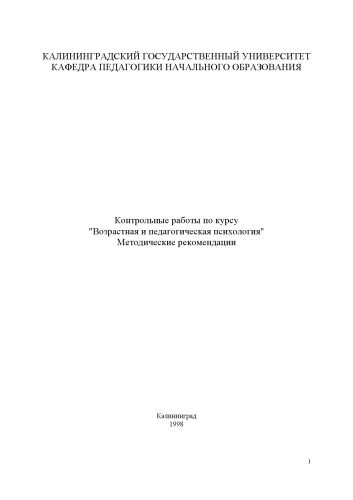 КАЛИНИНГРАДСКИЙ ГОСУДАРСТВЕННЫЙ УНИВЕРСИТЕТ
КАФЕДРА ПЕДАГОГИКИ НАЧАЛЬНОГО ОБРАЗОВАНИЯ
Контрольные работы по курсу
"Возрастная и педагогическая психология"
Методические рекомендации
Калининград
1998
1